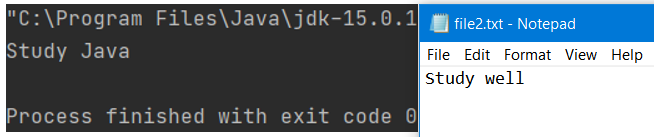 "C:\Program Files\Java\jdk-15.0.1
Study Java
Process finished with exit code 0
file2.txt - Notepad
File Edit Format View Help
Study well